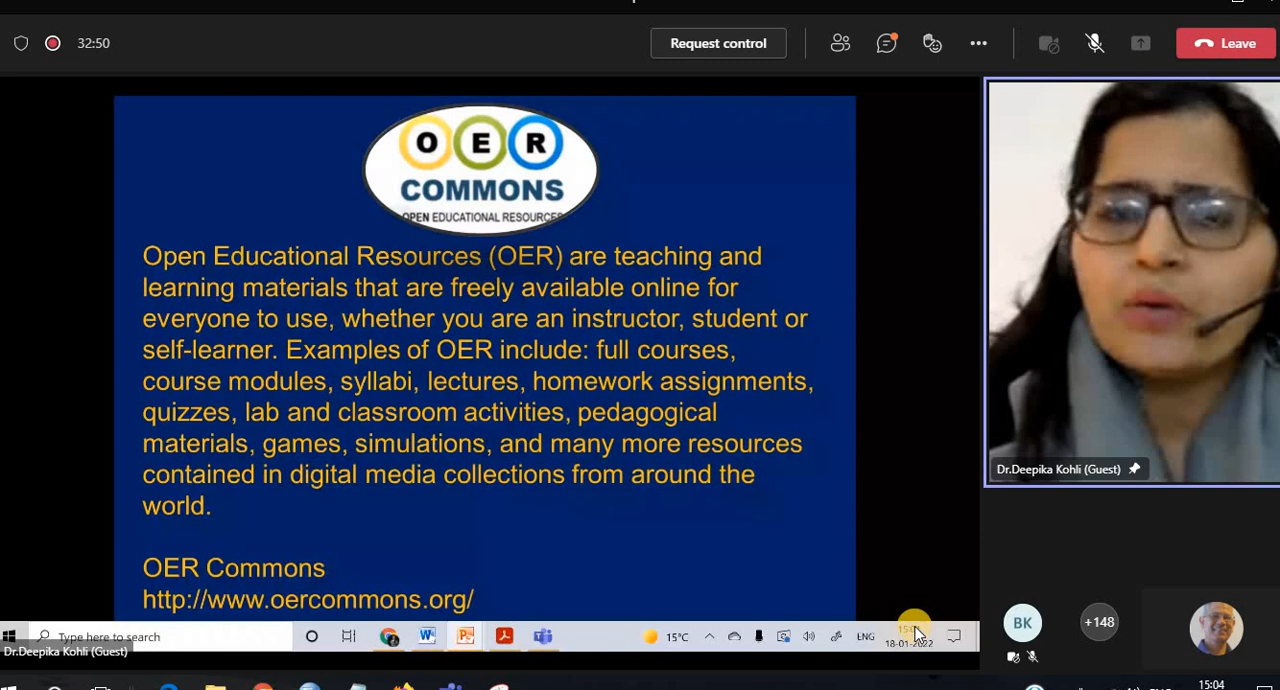 32:50
Request control
Leave
O E R
COMMONS
OPEN EDUCATIONAL RESOURCES
Open Educational Resources (OER) are teaching and
learning materials that are freely available online for
everyone to use, whether you are an instructor, student or
self-learner. Examples of OER include: full courses,
course modules, syllabi, lectures, homework assignments,
quizzes, lab and classroom activities, pedagogical
materials, games, simulations, and many more resources
contained in digital media collections from around the
world.
OER Commons
http://www.oercommons.org/
Dr.Deepika Kohli (Guest)
BK
+148
Type here to search
15°C
ENG
18-01-2022
Dr.Deepika Kohli (Guest)
15:04